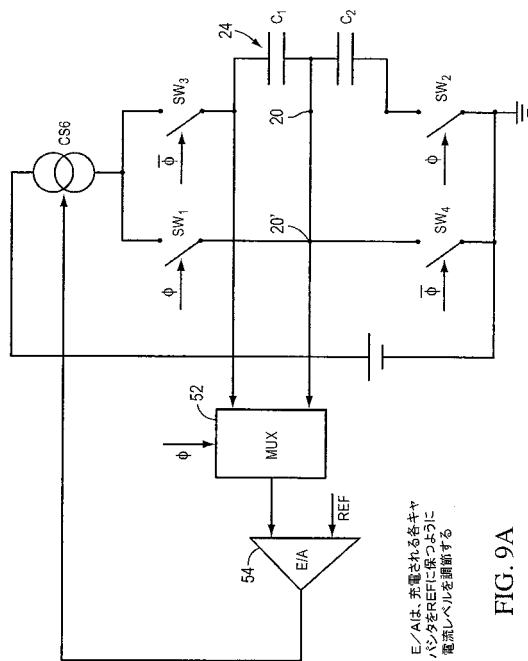 CS6
SW1
φ
SW3
φ̅
24
C1
20
C2
20'
SW4
φ̅
SW2
52
φ
MUX
54
E/A
REF
E/Aは、充電される各キャ
パシタをREFに保つように
電流レベルを調節する
FIG. 9A